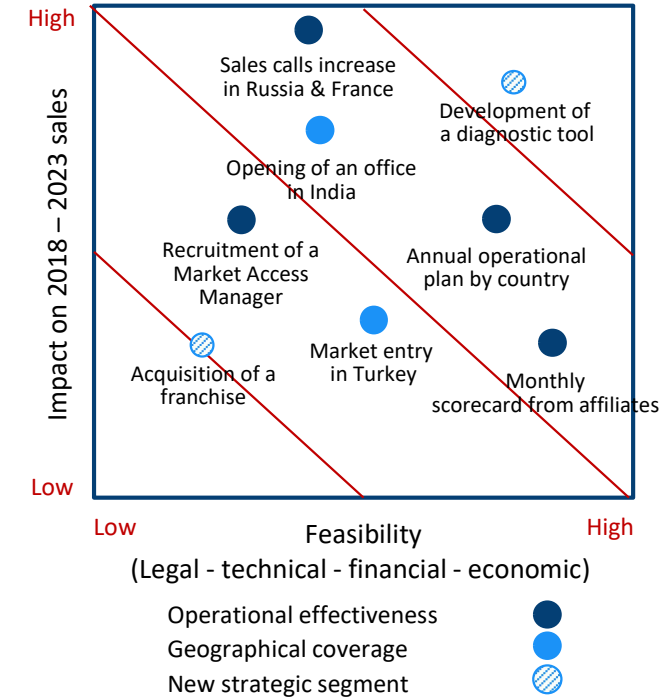 High
Impact on 2018 – 2023 sales
Sales calls increase
in Russia & France
Development of
a diagnostic tool
Opening of an office
in India
Recruitment of a
Market Access
Manager
Annual operational
plan by country
Market entry
in Turkey
Acquisition of a
franchise
Monthly
scorecard from affiliates
Low
Low
Feasibility
High
(Legal - technical - financial - economic)
Operational effectiveness
Geographical coverage
New strategic segment